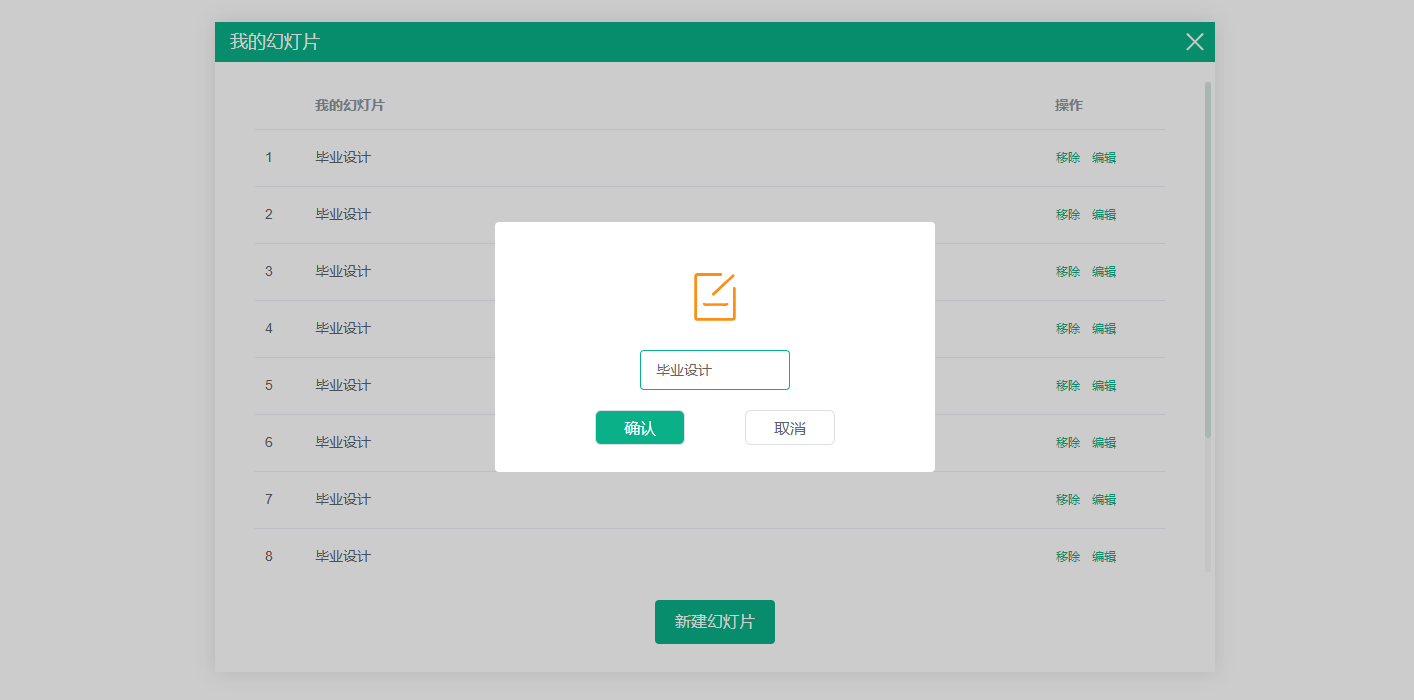 我的幻灯片
我的幻灯片 操作
1 毕业设计 移除 编辑
2 毕业设计 移除 编辑
3 毕业设计 移除 编辑
4 毕业设计 移除 编辑
5 毕业设计 移除 编辑
6 毕业设计 移除 编辑
7 毕业设计 移除 编辑
8 毕业设计 移除 编辑
毕业设计
确认 取消
新建幻灯片